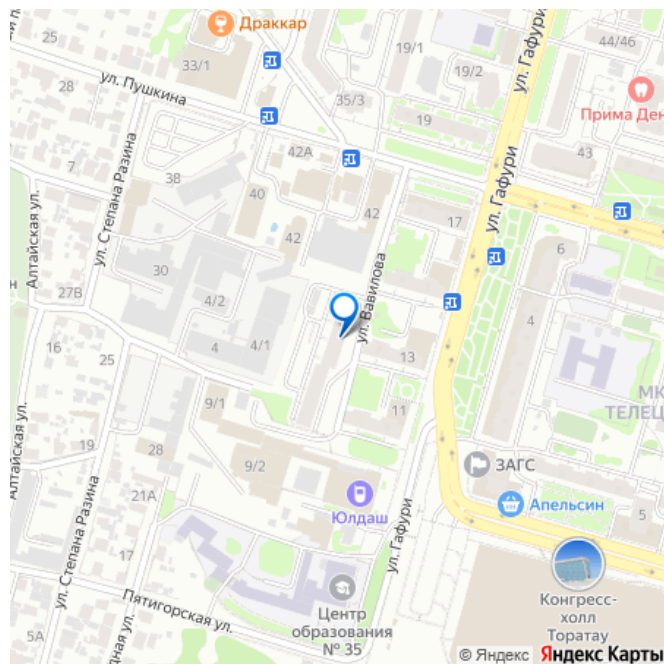 25
Драккар
19/1
44/46
33/1
ул. Пушкина
28
19/2
ул. Гафури
35/3
19
Прима Ден
42А
43
7
38
40
42
17
ул. Гафури
Алтайская ул.
ул. Степана Разина
42
6
30
4/2
27В
ул. Вавилова
4
16
25
4
4/1
13
МК
ТЕЛЕЦ
9/1
11
Алтайская ул.
19
28
9/2
ЗАГС
21А
Юлдаш
Апельсин
5
ул. Степана Разина
17
ул. Гафури
Пятигорская ул.
Центр
образования
№ 35
Конгресс-
холл
Торатау
5А
дная ул.
© Яндекс Яндекс Карты